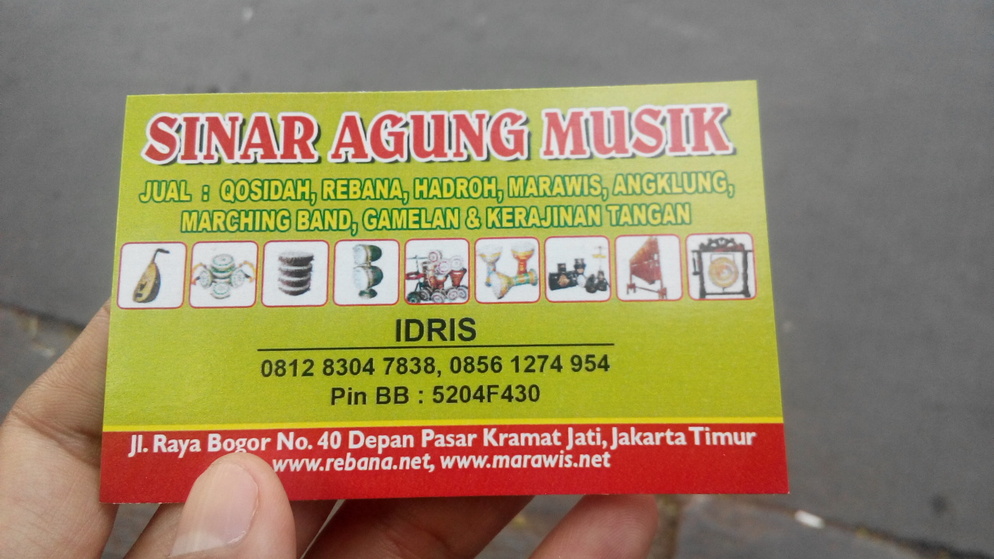 SINAR AGUNG MUSIK
JUAL : QOSIDAH, REBANA, HADROH, MARAWIS, ANGKLUNG,
MARCHING BAND, GAMELAN & KERAJINAN TANGAN
IDRIS
0812 8304 7838, 0856 1274 954
Pin BB : 5204F430
Jl. Raya Bogor No. 40 Depan Pasar Kramat Jati, Jakarta Timur
www.rebana.net, www.marawis.net